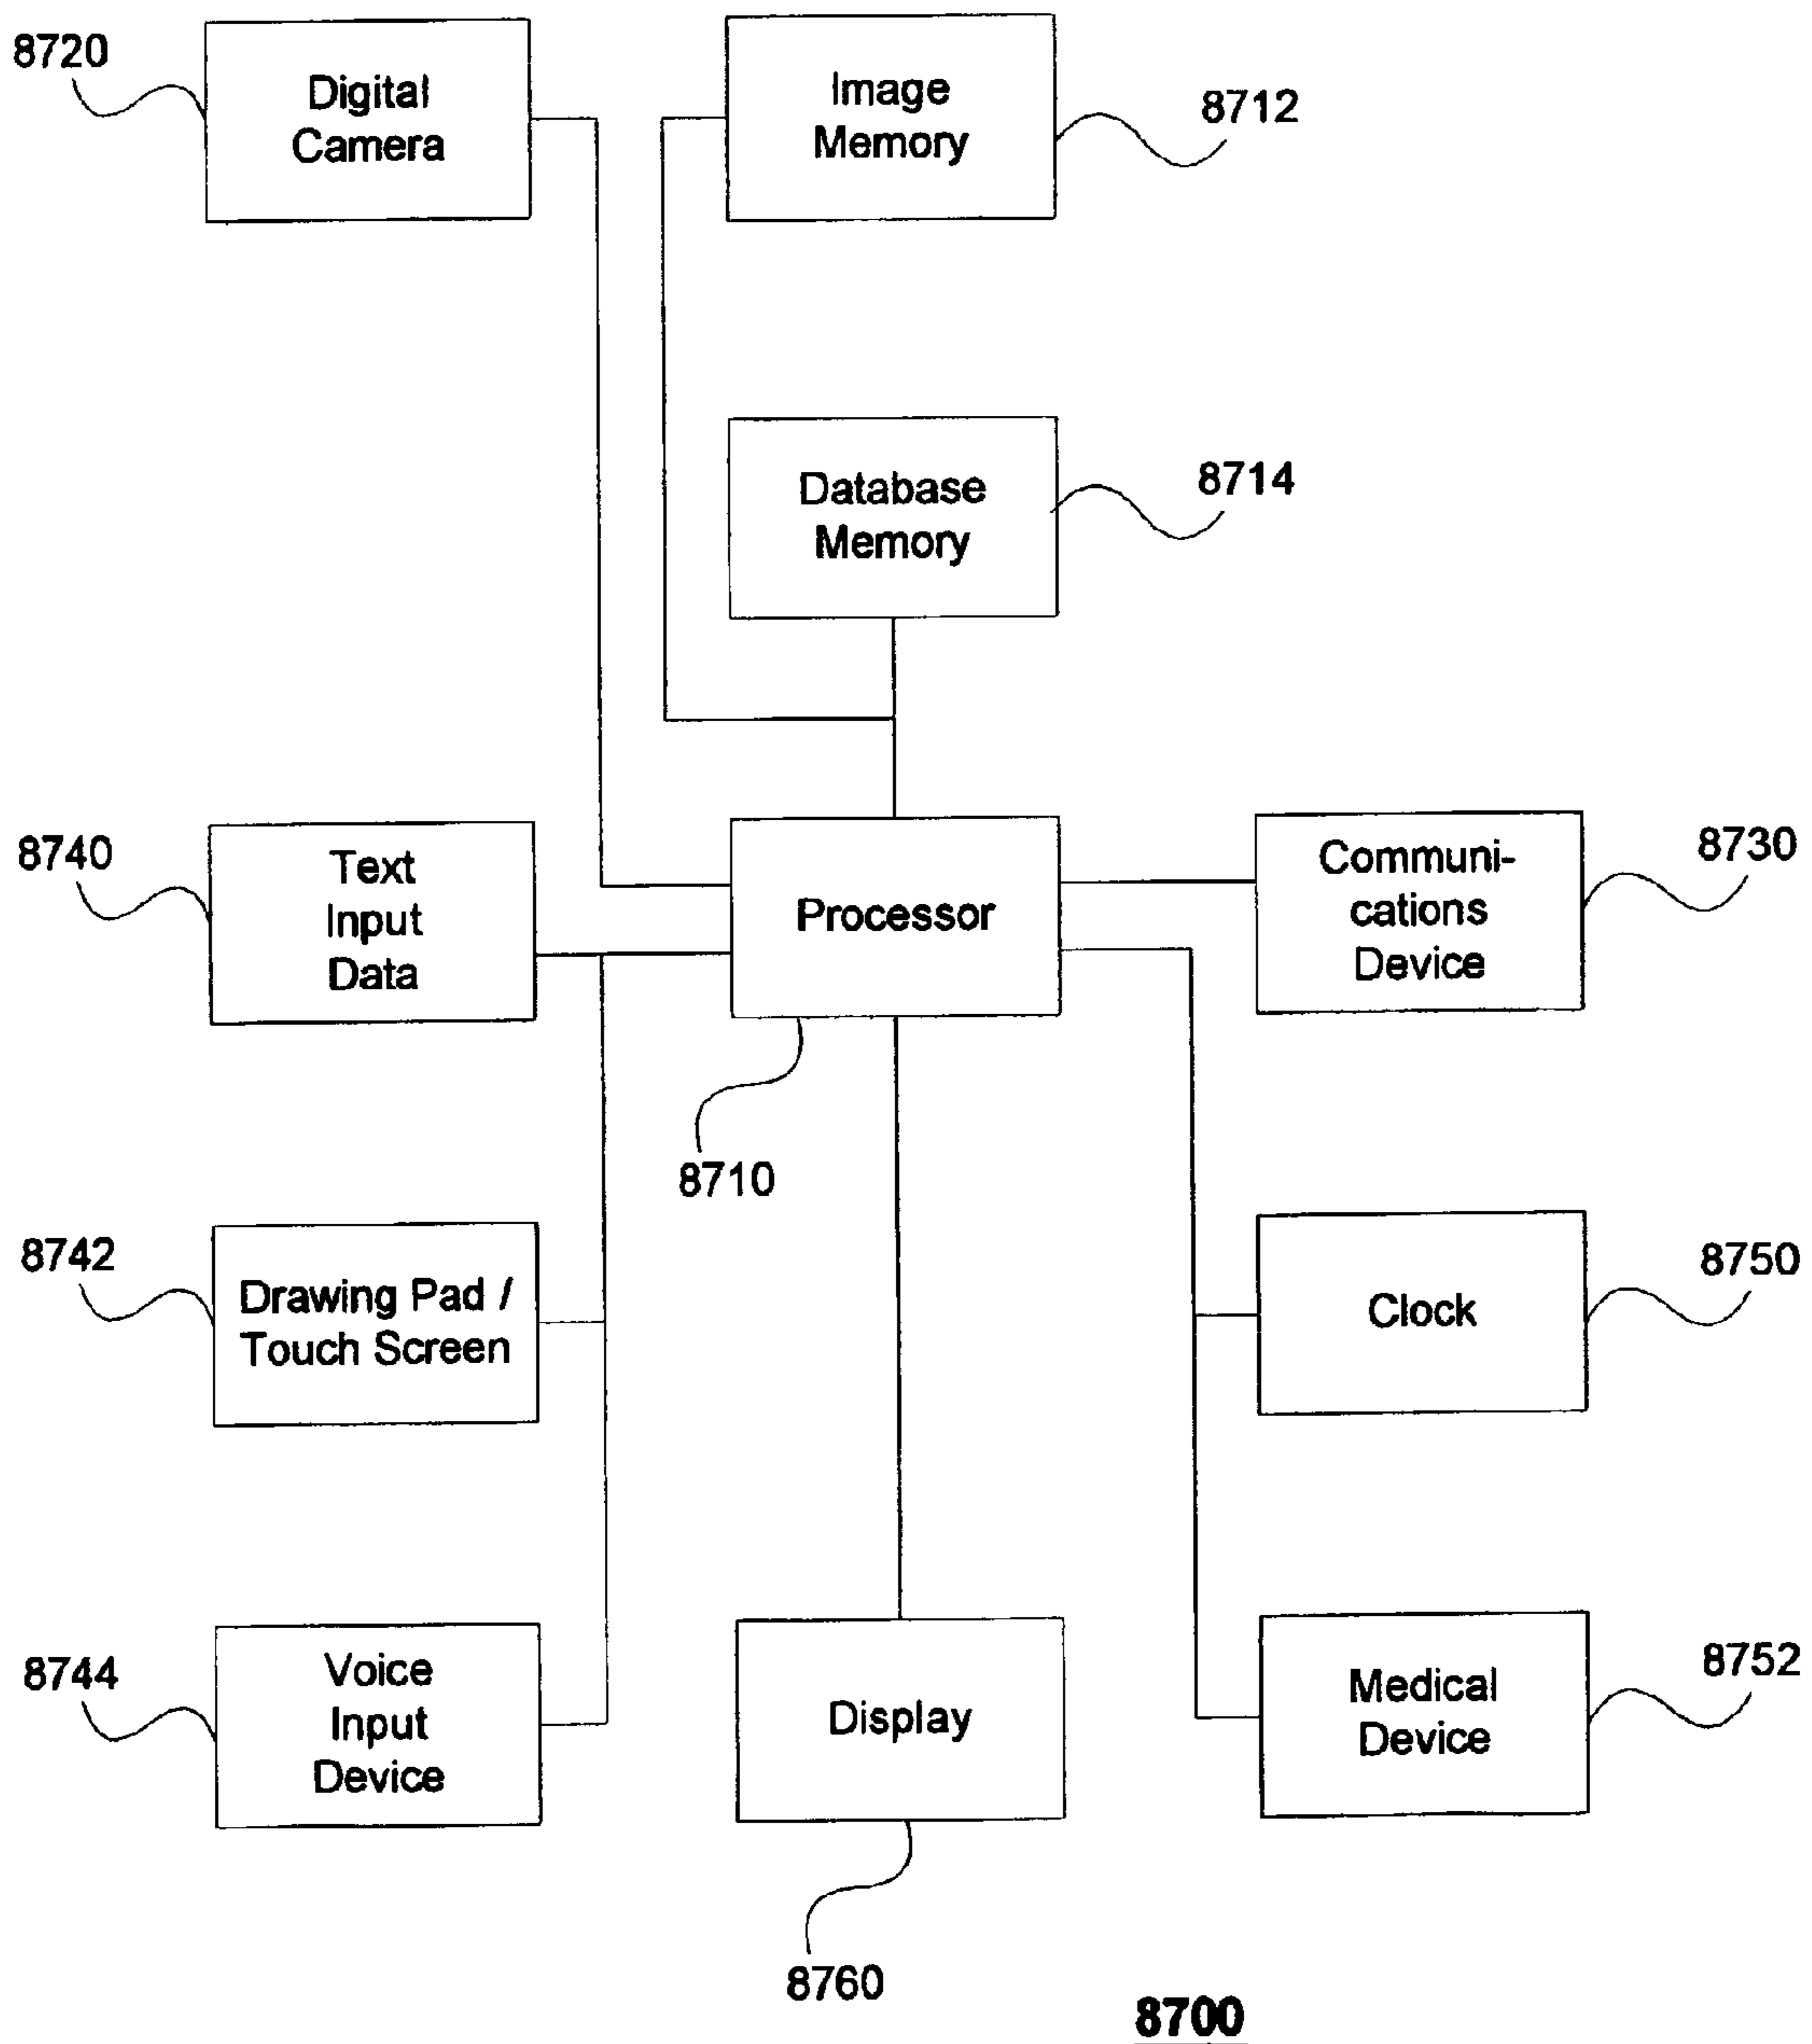 8720
Digital
Camera
Image
Memory
8712
Database
Memory
8714
8740
Text
Input
Data
Processor
8710
Communi-
cations
Device
8730
8742
Drawing Pad /
Touch Screen
Clock
8750
8744
Voice
Input
Device
Display
8760
Medical
Device
8752
8700